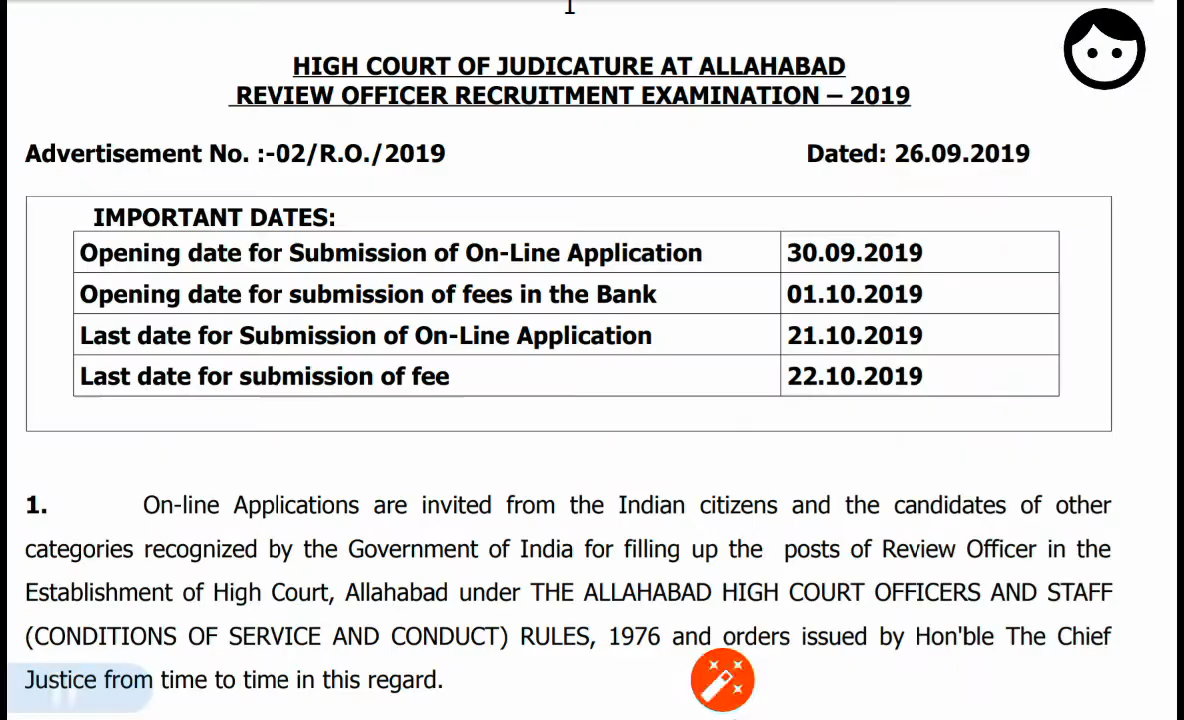 1
HIGH COURT OF JUDICATURE AT ALLAHABAD
REVIEW OFFICER RECRUITMENT EXAMINATION – 2019
Advertisement No. :-02/R.O./2019 Dated: 26.09.2019
IMPORTANT DATES:
Opening date for Submission of On-Line Application 30.09.2019
Opening date for submission of fees in the Bank 01.10.2019
Last date for Submission of On-Line Application 21.10.2019
Last date for submission of fee 22.10.2019
1. On-line Applications are invited from the Indian citizens and the candidates of other
categories recognized by the Government of India for filling up the posts of Review Officer in the
Establishment of High Court, Allahabad under THE ALLAHABAD HIGH COURT OFFICERS AND STAFF
(CONDITIONS OF SERVICE AND CONDUCT) RULES, 1976 and orders issued by Hon'ble The Chief
Justice from time to time in this regard.